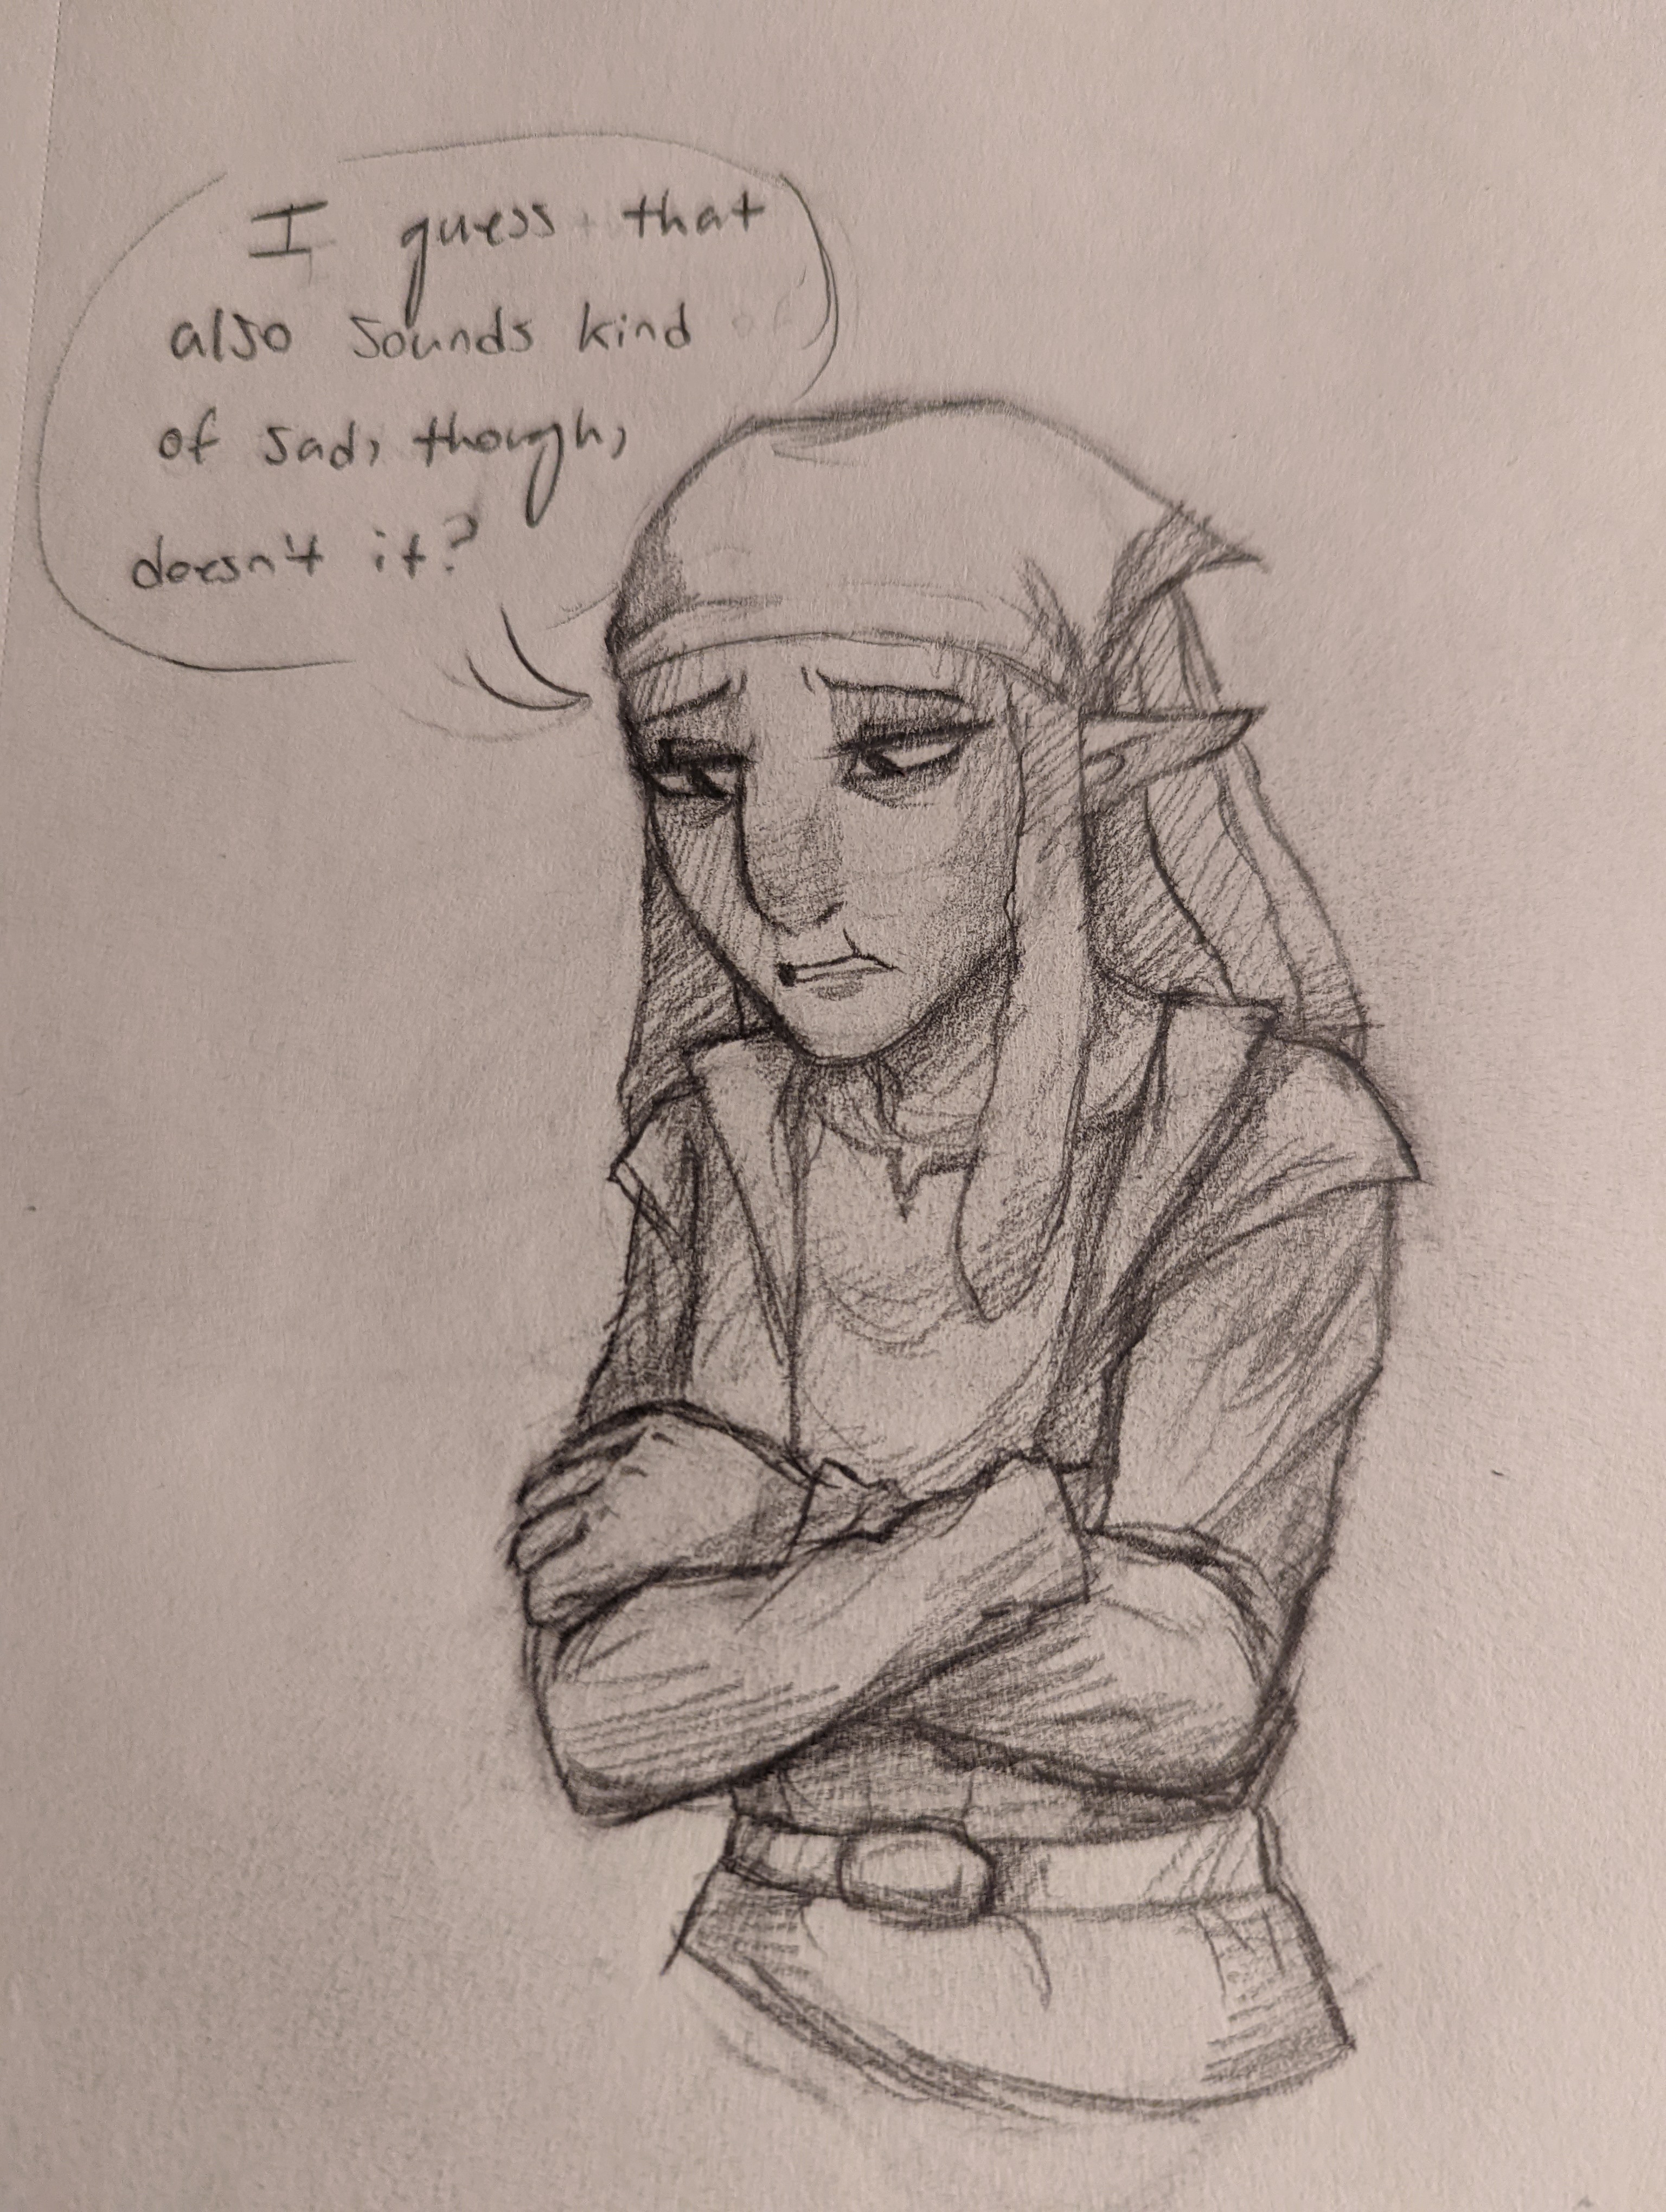 I guess that
also sounds kind
of sad, though,
doesn't it?